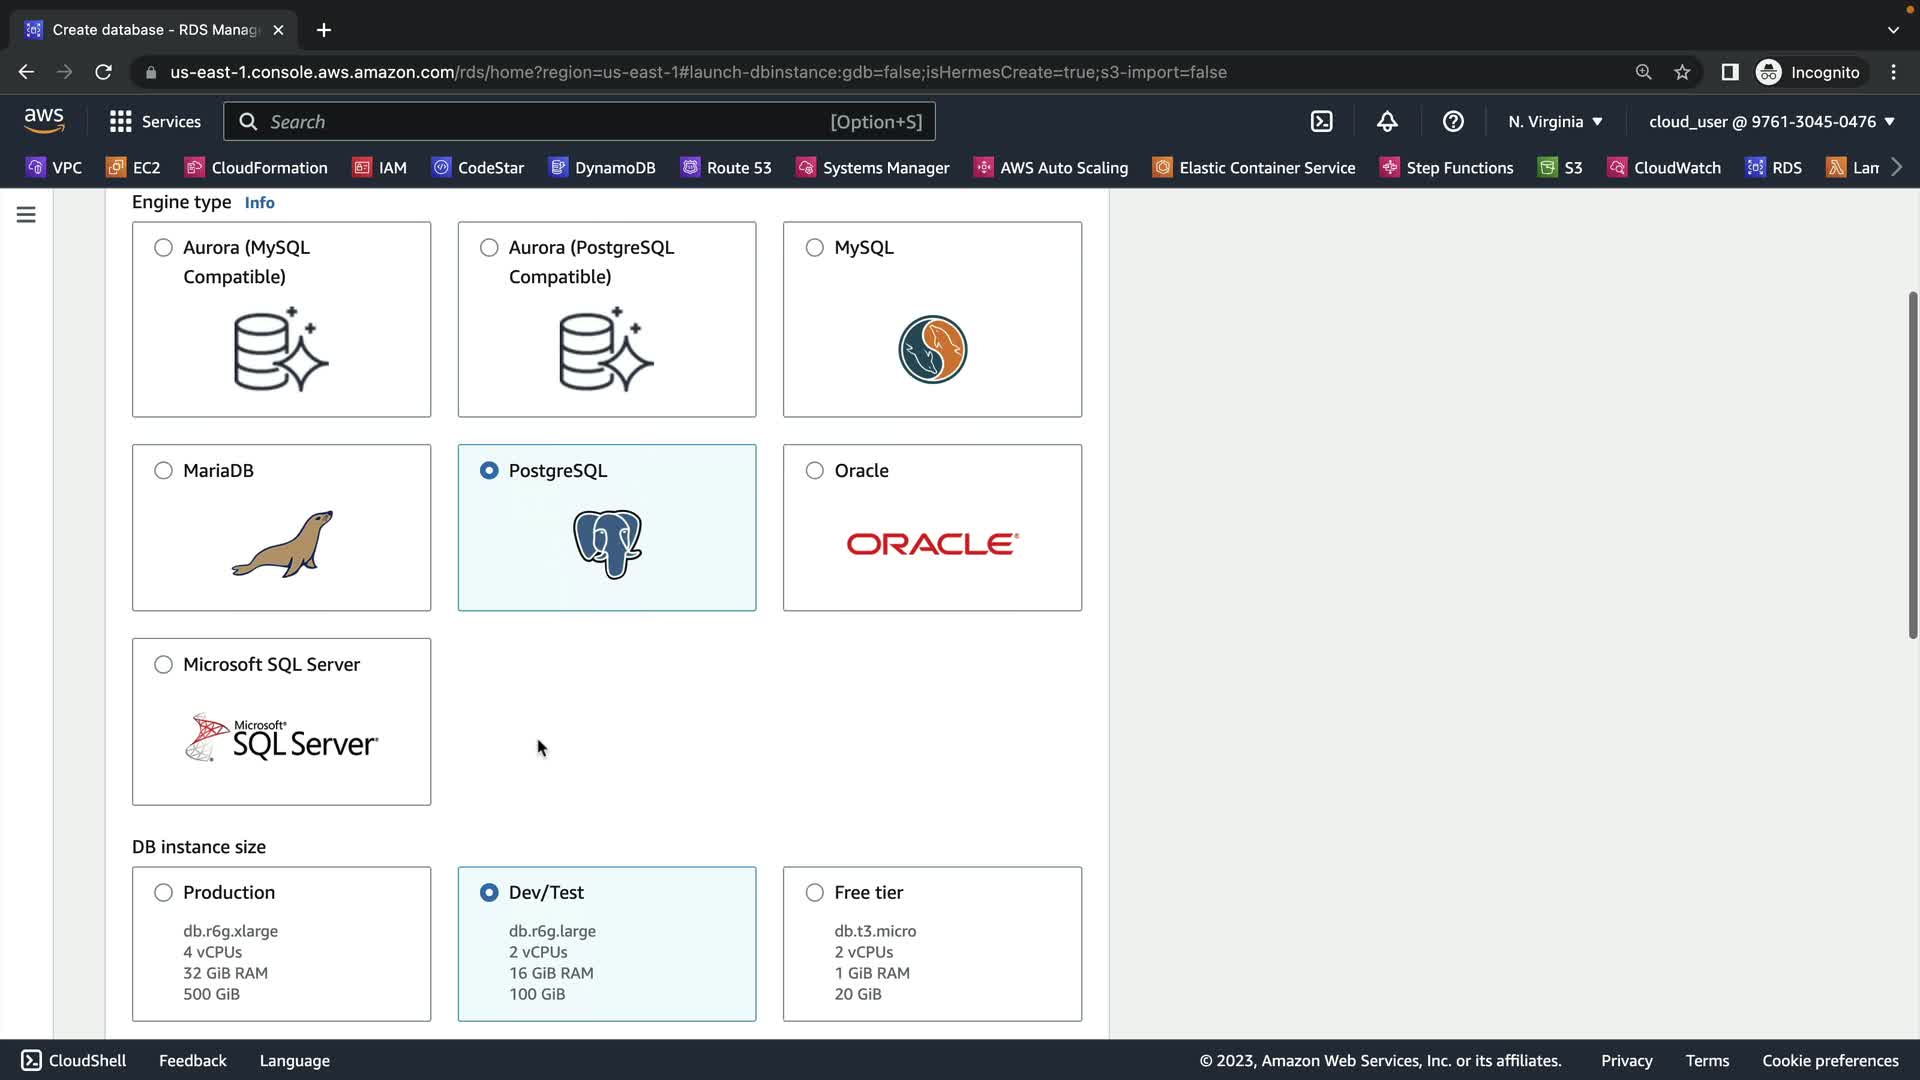 Create database - RDS Manag
us-east-1.console.aws.amazon.com/rds/home?region=us-east-1#launch-dbinstance:gdb=false;isHermesCreate=true;s3-import=false
Incognito
aws
Services
Search
[Option+S]
N. Virginia
cloud_user @ 9761-3045-0476
VPC
EC2
CloudFormation
IAM
CodeStar
DynamoDB
Route 53
Systems Manager
AWS Auto Scaling
Elastic Container Service
Step Functions
S3
CloudWatch
RDS
Lam
Engine type Info
Aurora (MySQL
Compatible)
Aurora (PostgreSQL
Compatible)
MySQL
MariaDB
PostgreSQL
Oracle
ORACLE®
Microsoft SQL Server
Microsoft®
SQL Server®
DB instance size
Production
db.r6g.xlarge
4 vCPUs
32 GiB RAM
500 GiB
Dev/Test
db.r6g.large
2 vCPUs
16 GiB RAM
100 GiB
Free tier
db.t3.micro
2 vCPUs
1 GiB RAM
20 GiB
CloudShell
Feedback
Language
© 2023, Amazon Web Services, Inc. or its affiliates.
Privacy
Terms
Cookie preferences